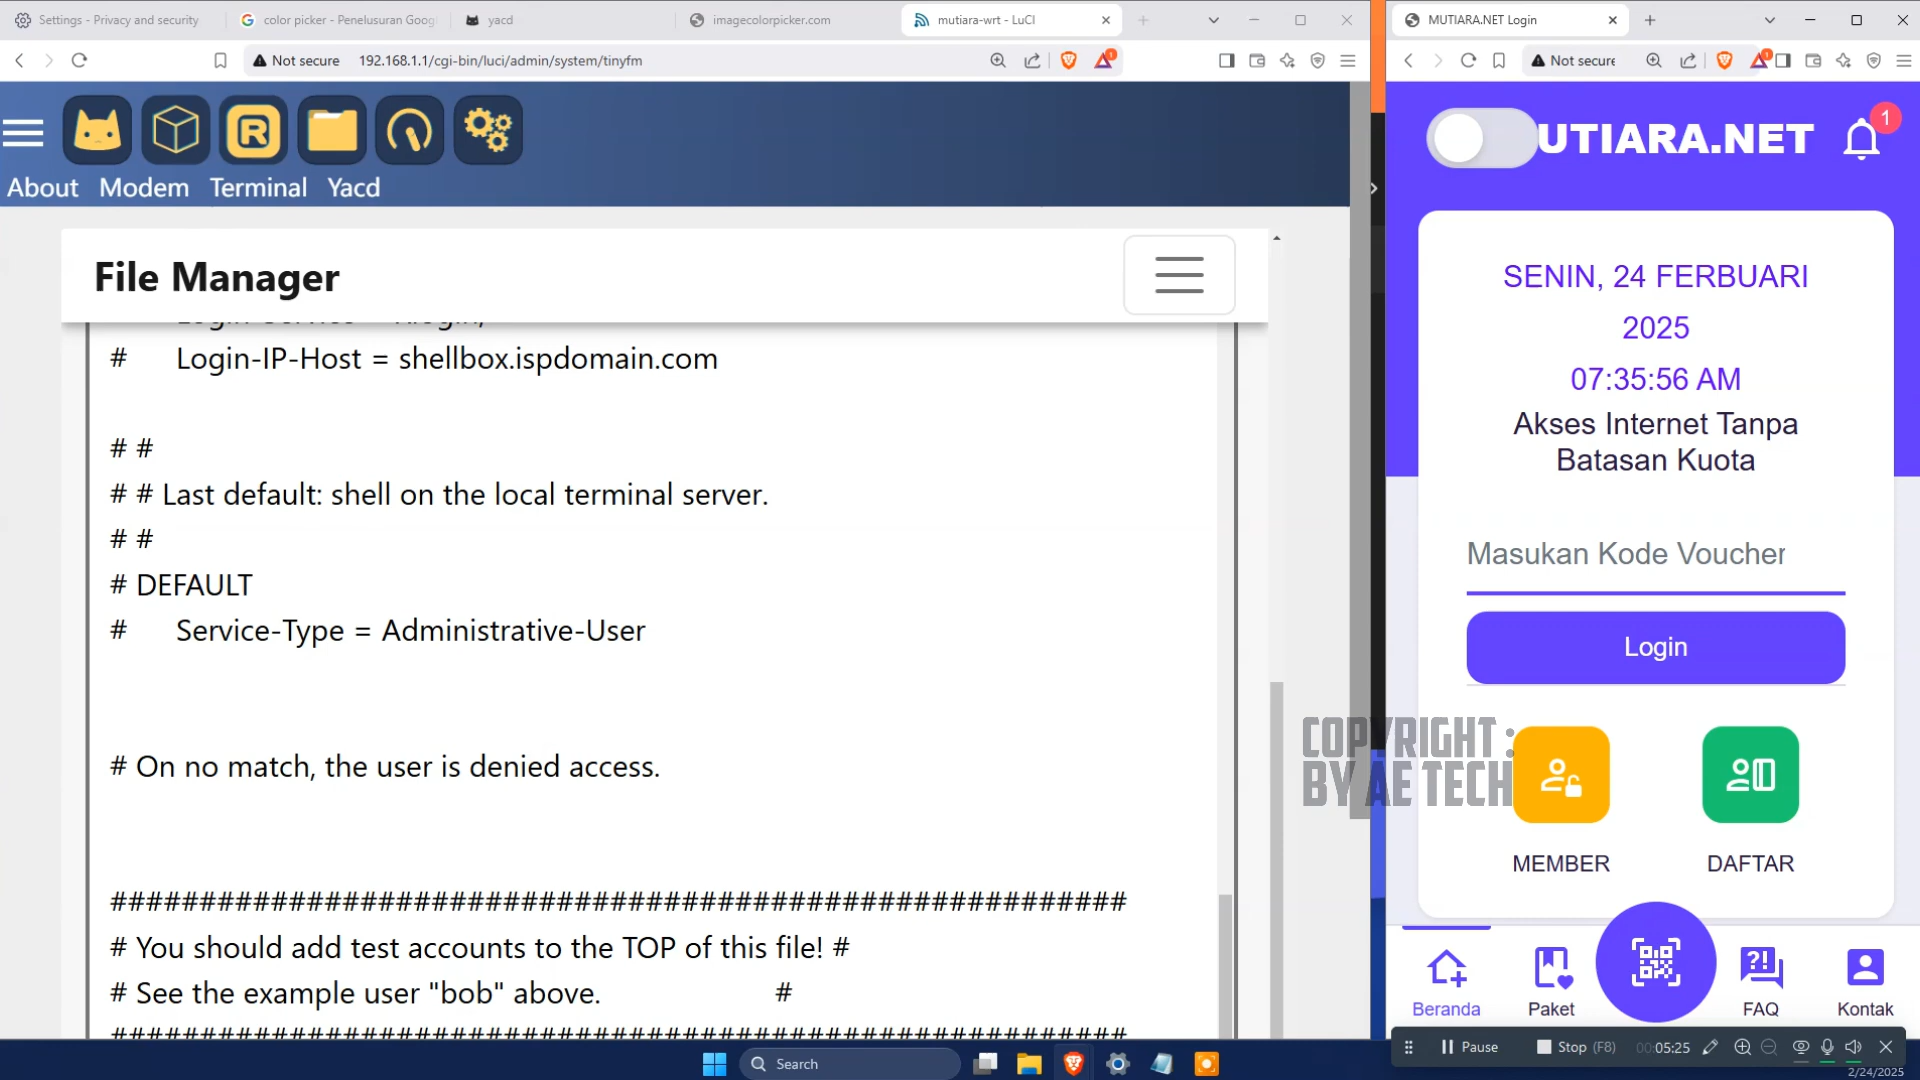 Settings - Privacy and security
color picker - Penelusuran Goog
yacd
imagecolorpicker.com
mutiara-wrt - LuCI
Not secure
192.168.1.1/cgi-bin/luci/admin/system/tinyfm
1
About Modem Terminal Yacd
File Manager
# Login-IP-Host = shellbox.ispdomain.com
# #
# # Last default: shell on the local terminal server.
# #
# DEFAULT
# Service-Type = Administrative-User
# On no match, the user is denied access.
#########################################################
# You should add test accounts to the TOP of this file! #
# See the example user "bob" above. #
#########################################################
MUTIARA.NET Login
Not secure
1
UTIARA.NET
1
SENIN, 24 FERBUARI
2025
07:35:56 AM
Akses Internet Tanpa
Batasan Kuota
Masukan Kode Voucher
Login
COPYRIGHT :
BY AE TECH
MEMBER
DAFTAR
Beranda
Paket
FAQ
Kontak
Pause
Stop (F8)
00:05:25
Search
2/24/2025